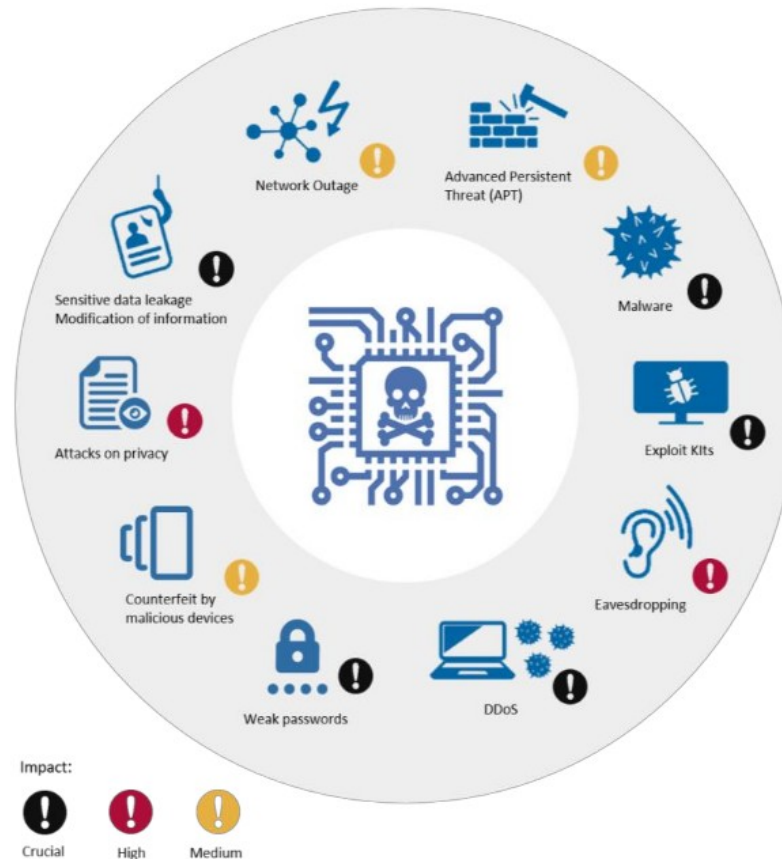 Network Outage
Advanced Persistent
Threat (APT)
Sensitive data leakage
Modification of information
Malware
Attacks on privacy
Exploit KIts
Counterfeit by
malicious devices
Eavesdropping
Weak passwords
DDoS
Impact:
Crucial
High
Medium